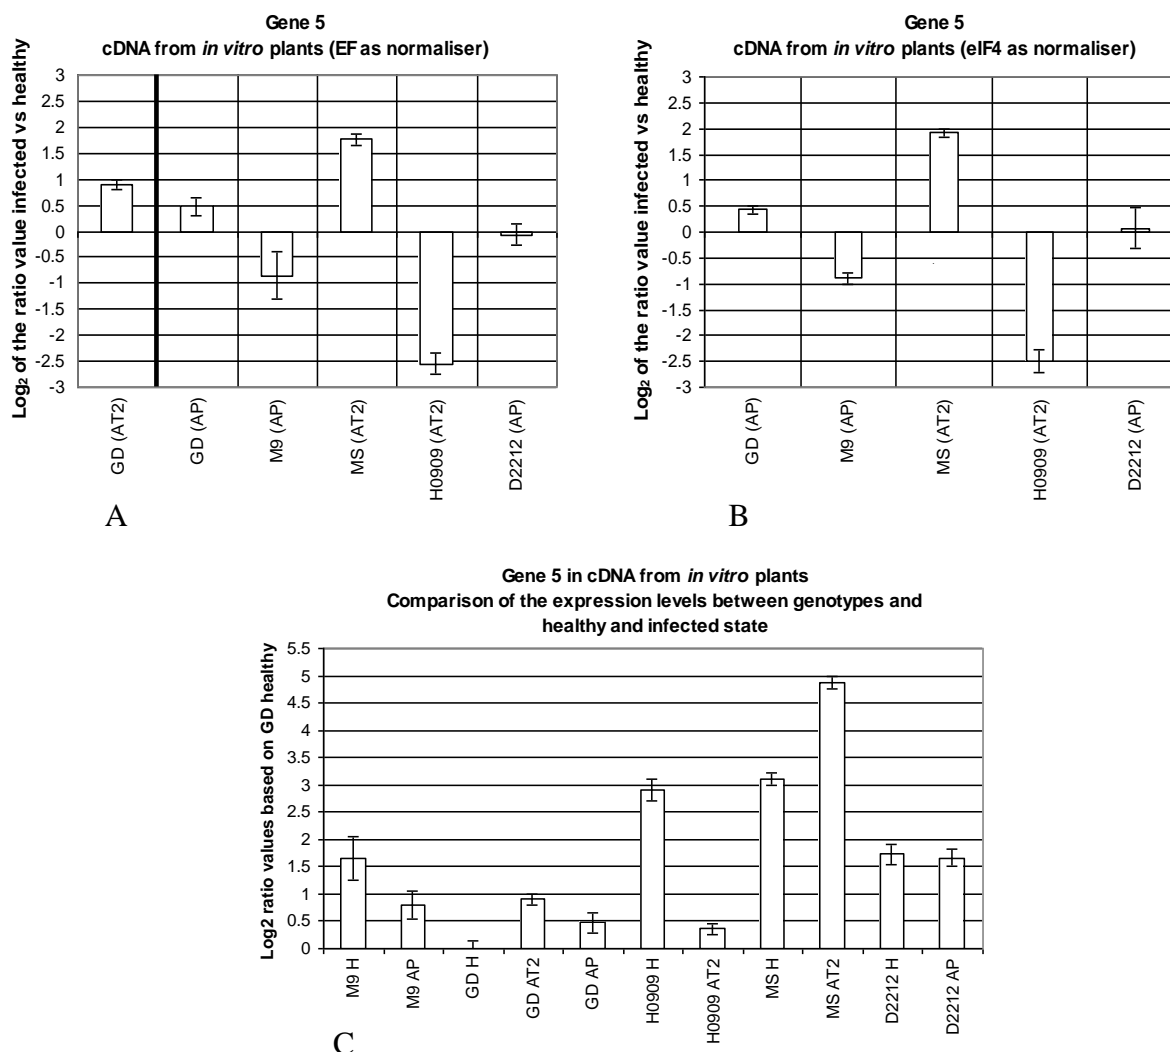 Gene 5
cDNA from in vitro plants (EF as normaliser)
Log2 of the ratio value infected vs healthy
3
2.5
2
1.5
1
0.5
0
-0.5
-1
-1.5
-2
-2.5
-3
GD (AT2)
GD (AP)
M9 (AP)
MS (AT2)
H0909 (AT2)
D2212 (AP)
A
Gene 5
cDNA from in vitro plants (eIF4 as normaliser)
Log2 of the ratio value infected vs healthy
3
2.5
2
1.5
1
0.5
0
-0.5
-1
-1.5
-2
-2.5
-3
GD (AP)
M9 (AP)
MS (AT2)
H0909 (AT2)
D2212 (AP)
B
Gene 5 in cDNA from in vitro plants
Comparison of the expression levels between genotypes and
healthy and infected state
Log2 ratio values based on GD healthy
5.5
5
4.5
4
3.5
3
2.5
2
1.5
1
0.5
0
M9 H
M9 AP
GD H
GD AT2
GD AP
H0909 H
H0909 AT2
MS H
MS AT2
D2212 H
D2212 AP
C